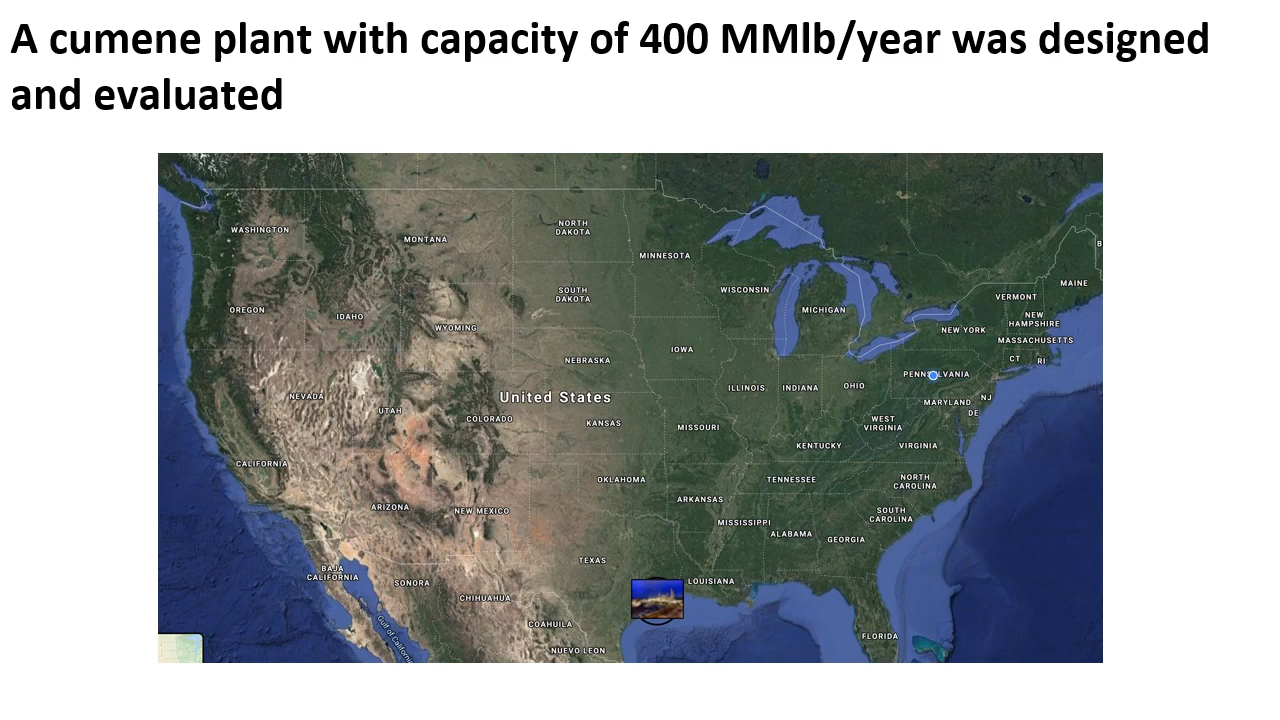 A cumene plant with capacity of 400 MMlb/year was designed
and evaluated
WASHINGTON
MONTANA
NORTH
DAKOTA
MINNESOTA
WISCONSIN
MICHIGAN
MAINE
VERMONT
NEW
HAMPSHIRE
NEW YORK
MASSACHUSETTS
CT
RI
OREGON
IDAHO
WYOMING
SOUTH
DAKOTA
IOWA
NEBRASKA
ILLINOIS
INDIANA
OHIO
PENNSYLVANIA
NJ
MARYLAND
DE
NEVADA
UTAH
COLORADO
United States
KANSAS
MISSOURI
WEST
VIRGINIA
KENTUCKY
VIRGINIA
CALIFORNIA
OKLAHOMA
TENNESSEE
NORTH
CAROLINA
ARIZONA
NEW MEXICO
ARKANSAS
SOUTH
CAROLINA
MISSISSIPPI
ALABAMA
GEORGIA
TEXAS
LOUISIANA
BAJA
CALIFORNIA
SONORA
CHIHUAHUA
COAHUILA
NUEVO LEON
FLORIDA
Gulf of California